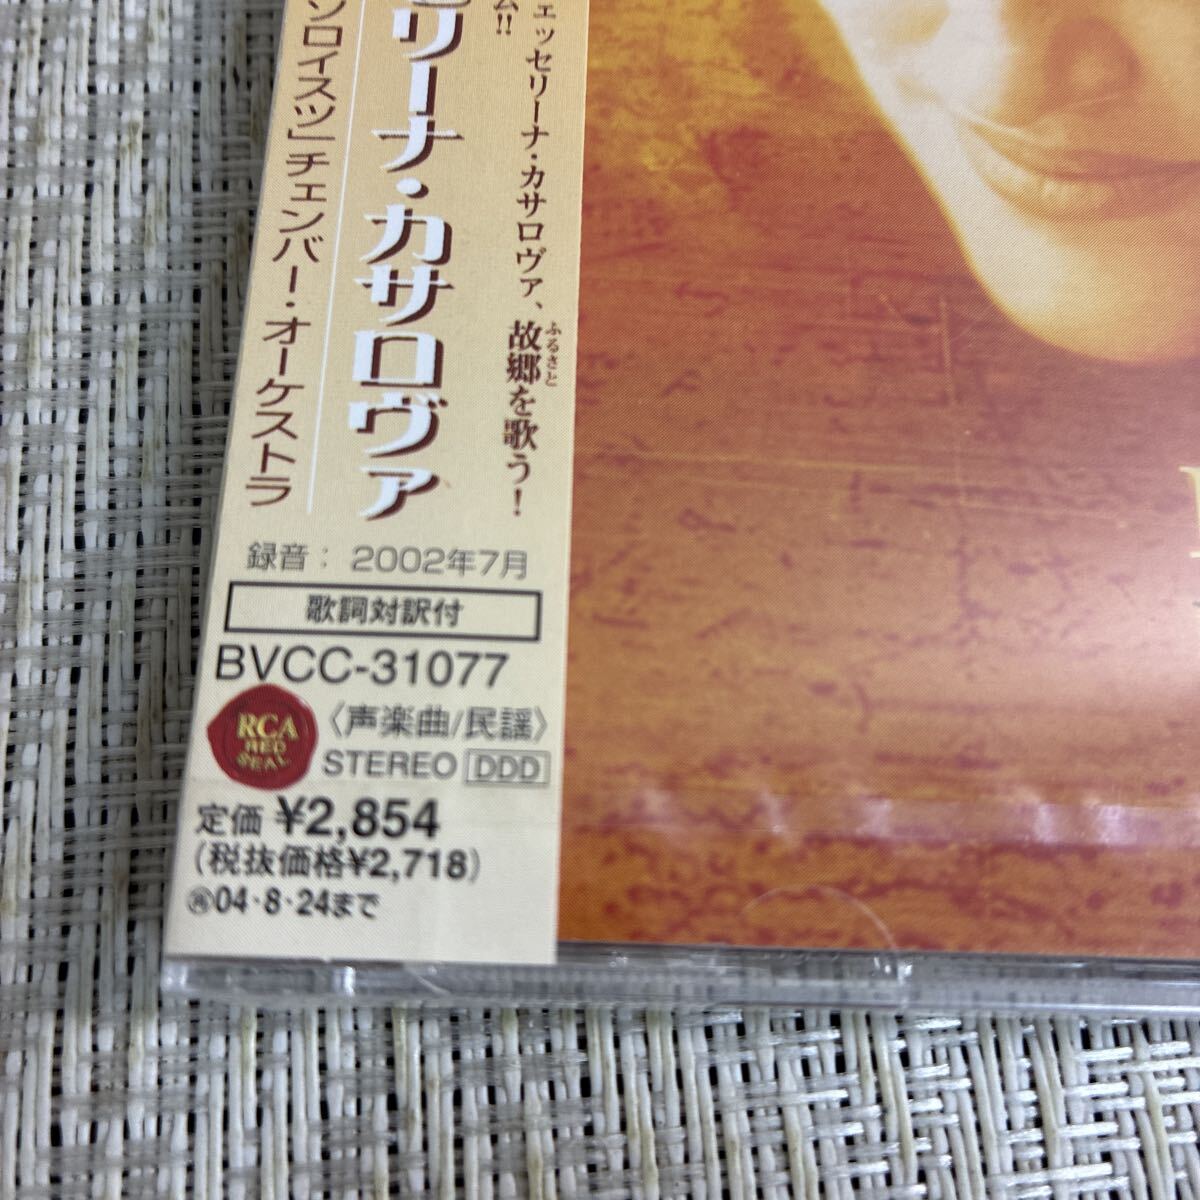 ム!!
ェッセリーナ・カサロヴァ、故郷を歌う!
ふるさと
リーナ・カサロヴァ
ソロイスツ」チェンバー・オーケストラ
録音: 2002年7月
歌詞対訳付
BVCC-31077
RCA
RED
SEAL
〈声楽曲/民謡〉
STEREO DDD
定価 ¥2,854
(税抜価格¥2,718)
㋐04・8・24まで